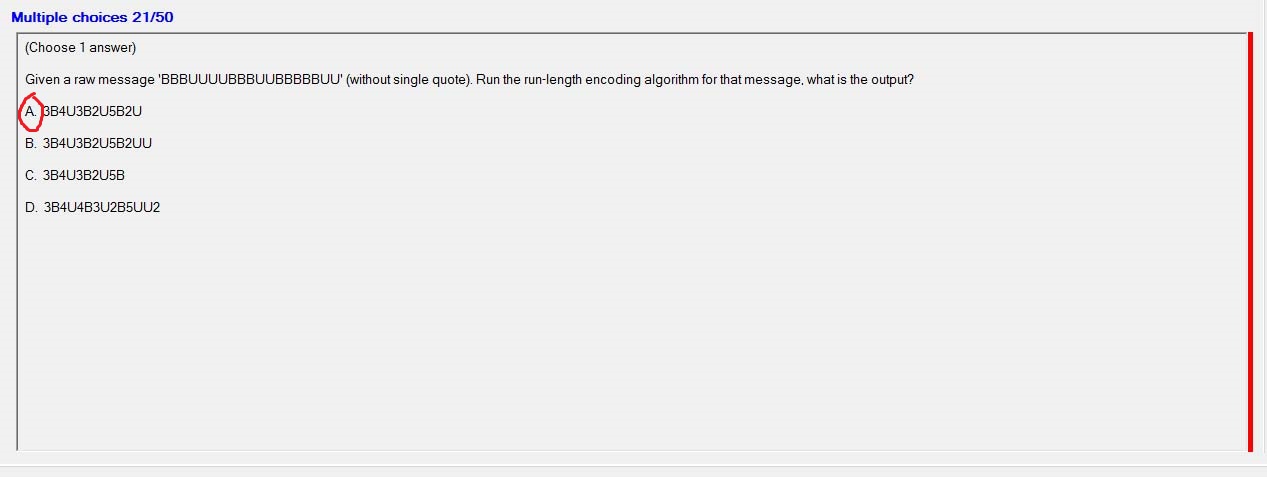 Multiple choices 21/50
(Choose 1 answer)
Given a raw message 'BBBUUUUBBBUUBBBBBUU' (without single quote). Run the run-length encoding algorithm for that message, what is the output?
A. 3B4U3B2U5B2U
B. 3B4U3B2U5B2UU
C. 3B4U3B2U5B
D. 3B4U4B3U2B5UU2